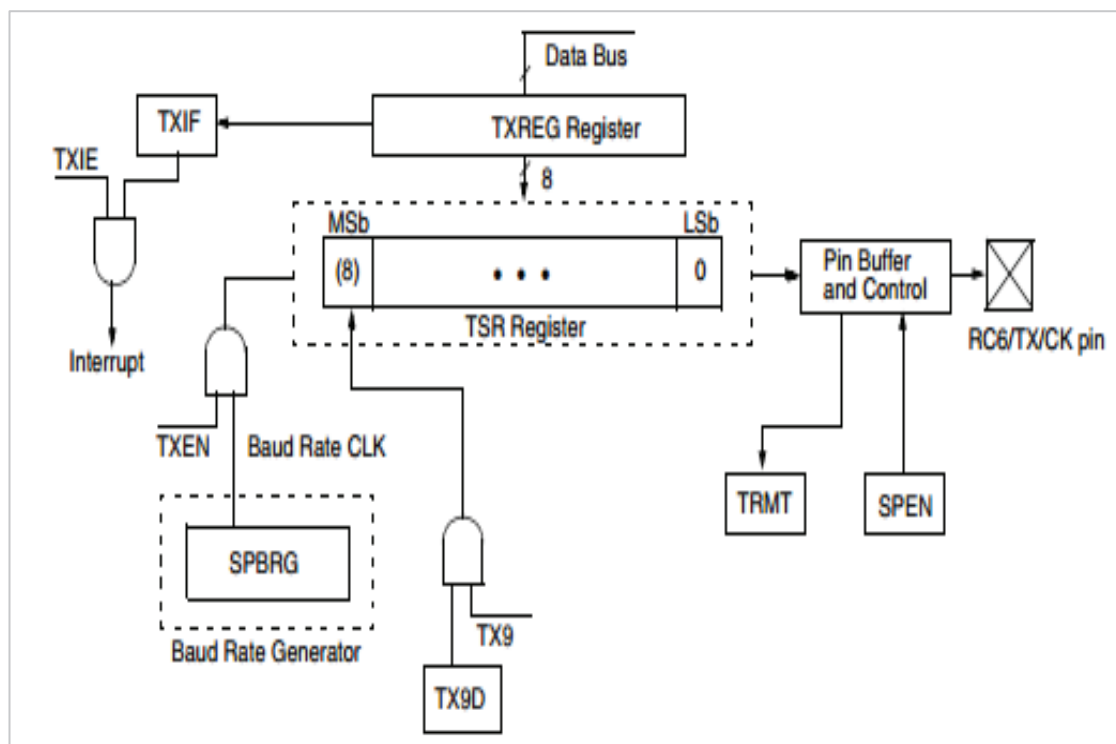 Data Bus
TXIF
TXREG Register
TXIE
8
MSb
LSb
(8)
• • •
0
Pin Buffer
and Control
TSR Register
RC6/TX/CK pin
Interrupt
TXEN
Baud Rate CLK
TRMT
SPEN
SPBRG
TX9
Baud Rate Generator
TX9D